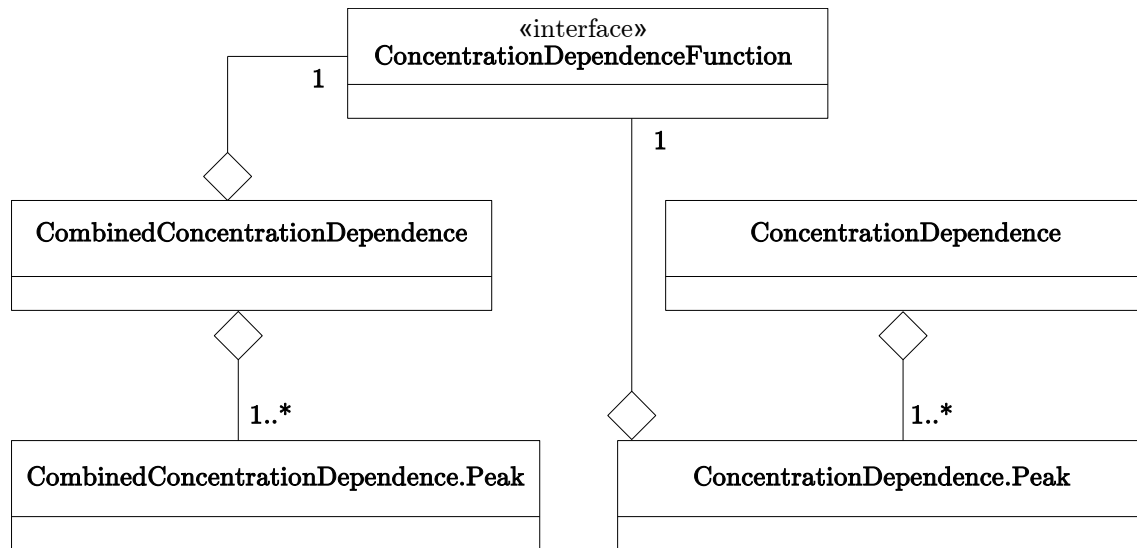 «interface»
ConcentrationDependenceFunction
1
1
CombinedConcentrationDependence
ConcentrationDependence
1..*
1..*
CombinedConcentrationDependence.Peak
ConcentrationDependence.Peak